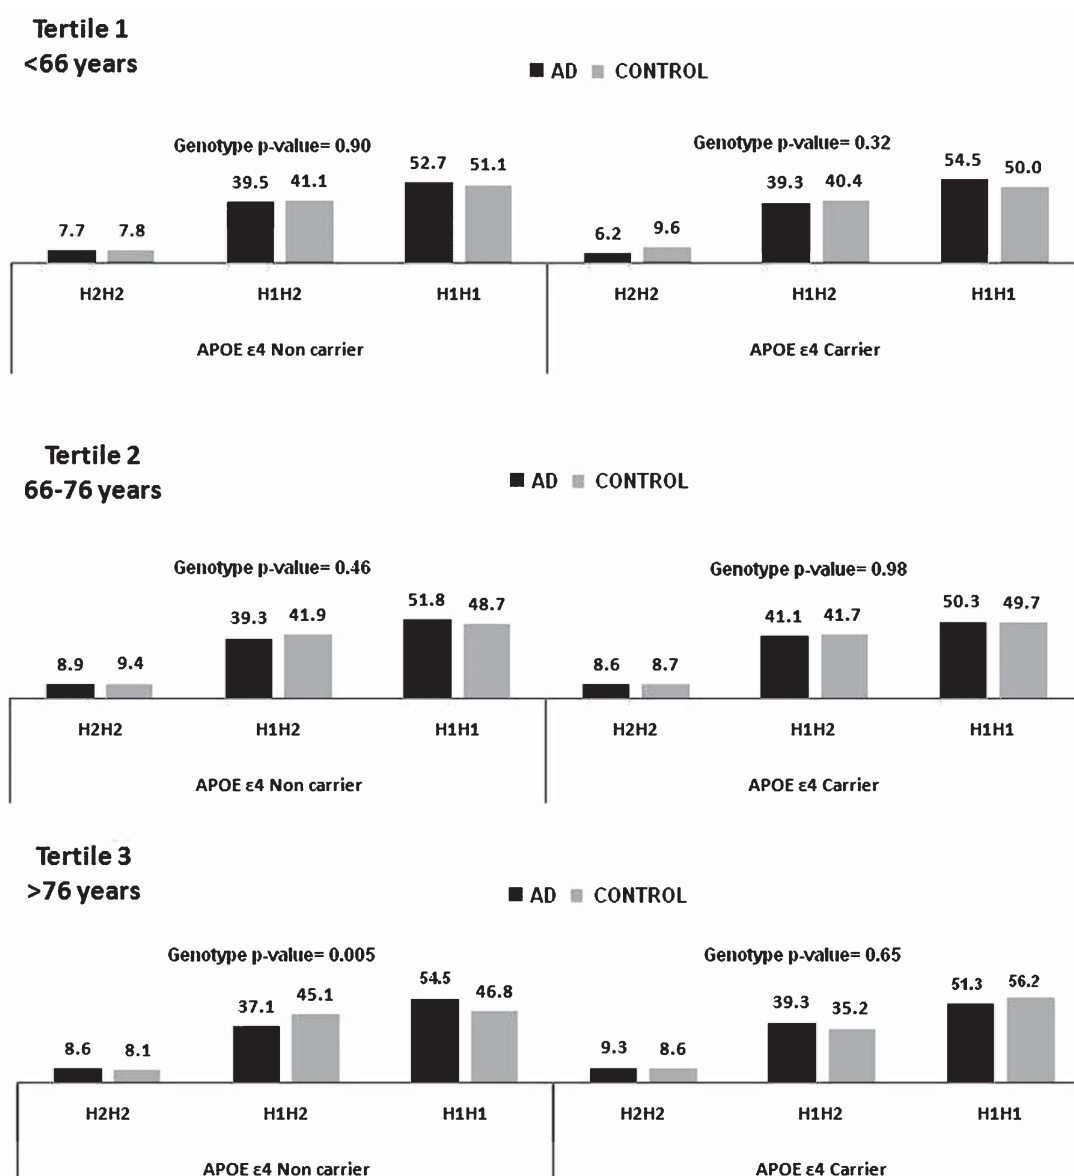 Tertile 1
<66 years
AD CONTROL
Genotype p-value= 0.90
Genotype p-value= 0.32
7.7 7.8 39.5 41.1 52.7 51.1
6.2 9.6 39.3 40.4 54.5 50.0
H2H2 H1H2 H1H1 H2H2 H1H2 H1H1
APOE ε4 Non carrier APOE ε4 Carrier
Tertile 2
66-76 years
AD CONTROL
Genotype p-value= 0.46
Genotype p-value= 0.98
8.9 9.4 39.3 41.9 51.8 48.7
8.6 8.7 41.1 41.7 50.3 49.7
H2H2 H1H2 H1H1 H2H2 H1H2 H1H1
APOE ε4 Non carrier APOE ε4 Carrier
Tertile 3
>76 years
AD CONTROL
Genotype p-value= 0.005
Genotype p-value= 0.65
8.6 8.1 37.1 45.1 54.5 46.8
9.3 8.6 39.3 35.2 51.3 56.2
H2H2 H1H2 H1H1 H2H2 H1H2 H1H1
APOE ε4 Non carrier APOE ε4 Carrier